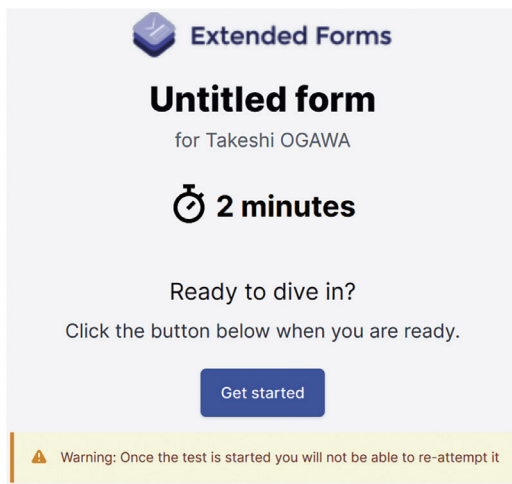 Extended Forms
Untitled form
for Takeshi OGAWA
2 minutes
Ready to dive in?
Click the button below when you are ready.
Get started
Warning: Once the test is started you will not be able to re-attempt it